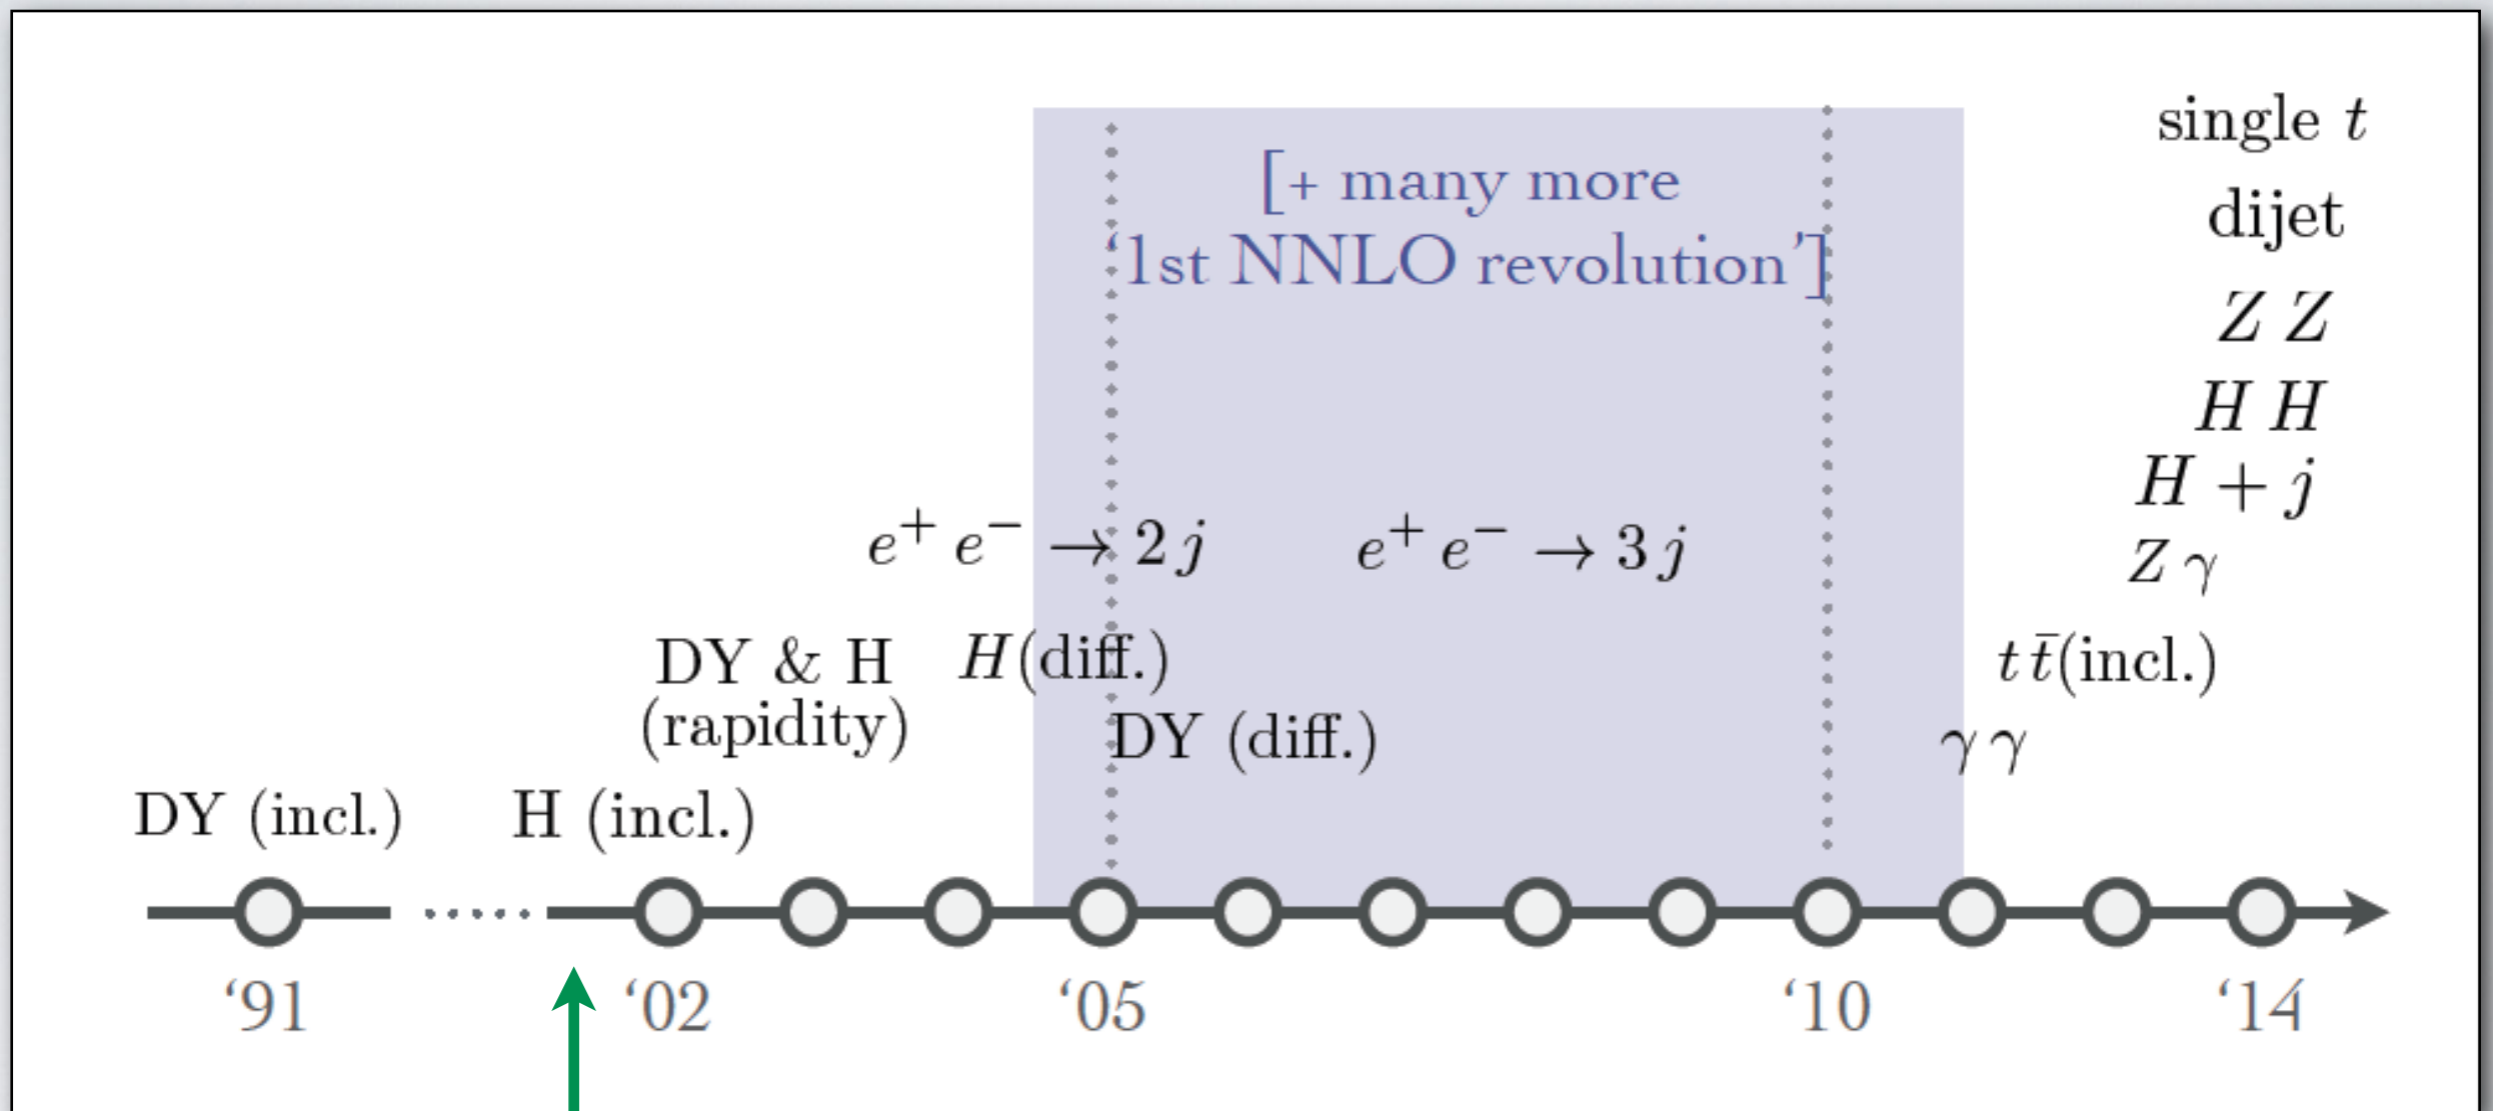 single t
dijet
Z Z
H H
H + j
Z γ
t t̄(incl.)
γ γ
[+ many more
‘1st NNLO revolution’]
e⁺ e⁻ → 2 j
e⁺ e⁻ → 3 j
DY & H
(rapidity)
H(diff.)
DY (diff.)
DY (incl.)
H (incl.)
‘91
‘02
‘05
‘10
‘14